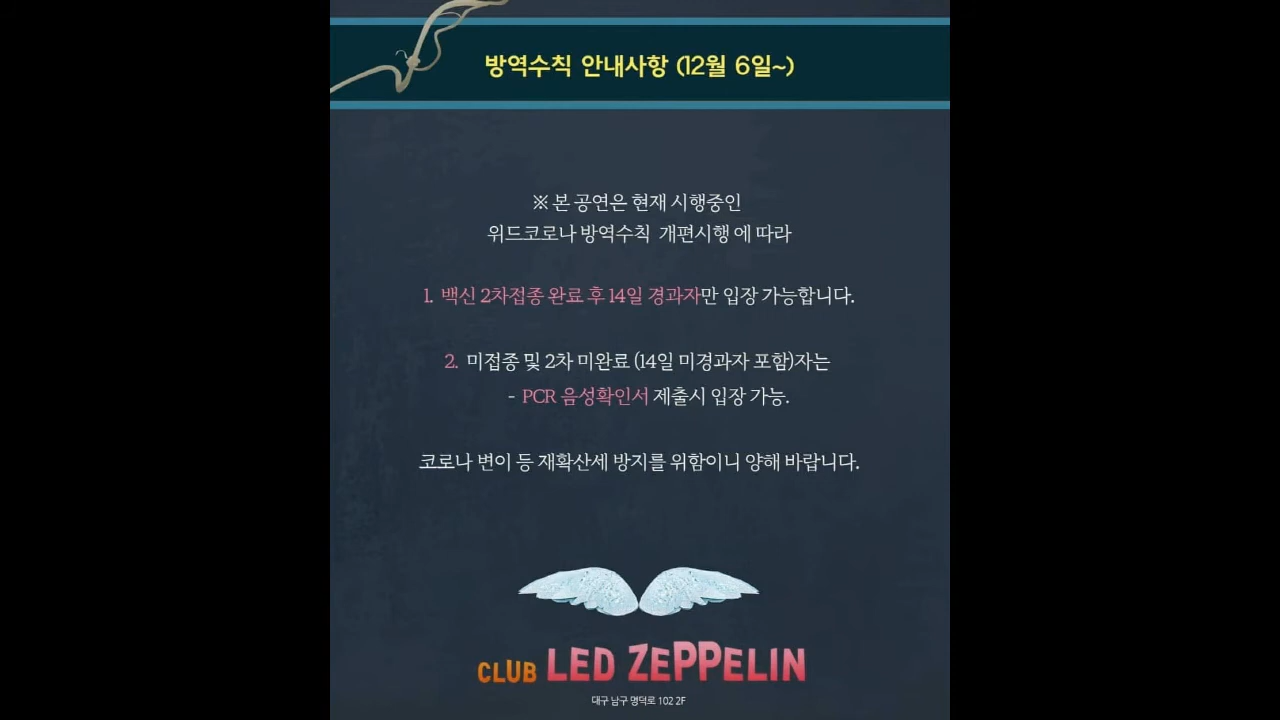 방역수칙 안내사항 (12월 6일~)
※ 본 공연은 현재 시행중인
위드코로나 방역수칙 개편시행 에 따라
1. 백신 2차접종 완료 후 14일 경과자만 입장 가능합니다.
2. 미접종 및 2차 미완료 (14일 미경과자 포함)자는
- PCR 음성확인서 제출시 입장 가능.
코로나 변이 등 재확산세 방지를 위함이니 양해 바랍니다.
CLUB LED ZEPPELIN
대구 남구 명덕로 102 2F